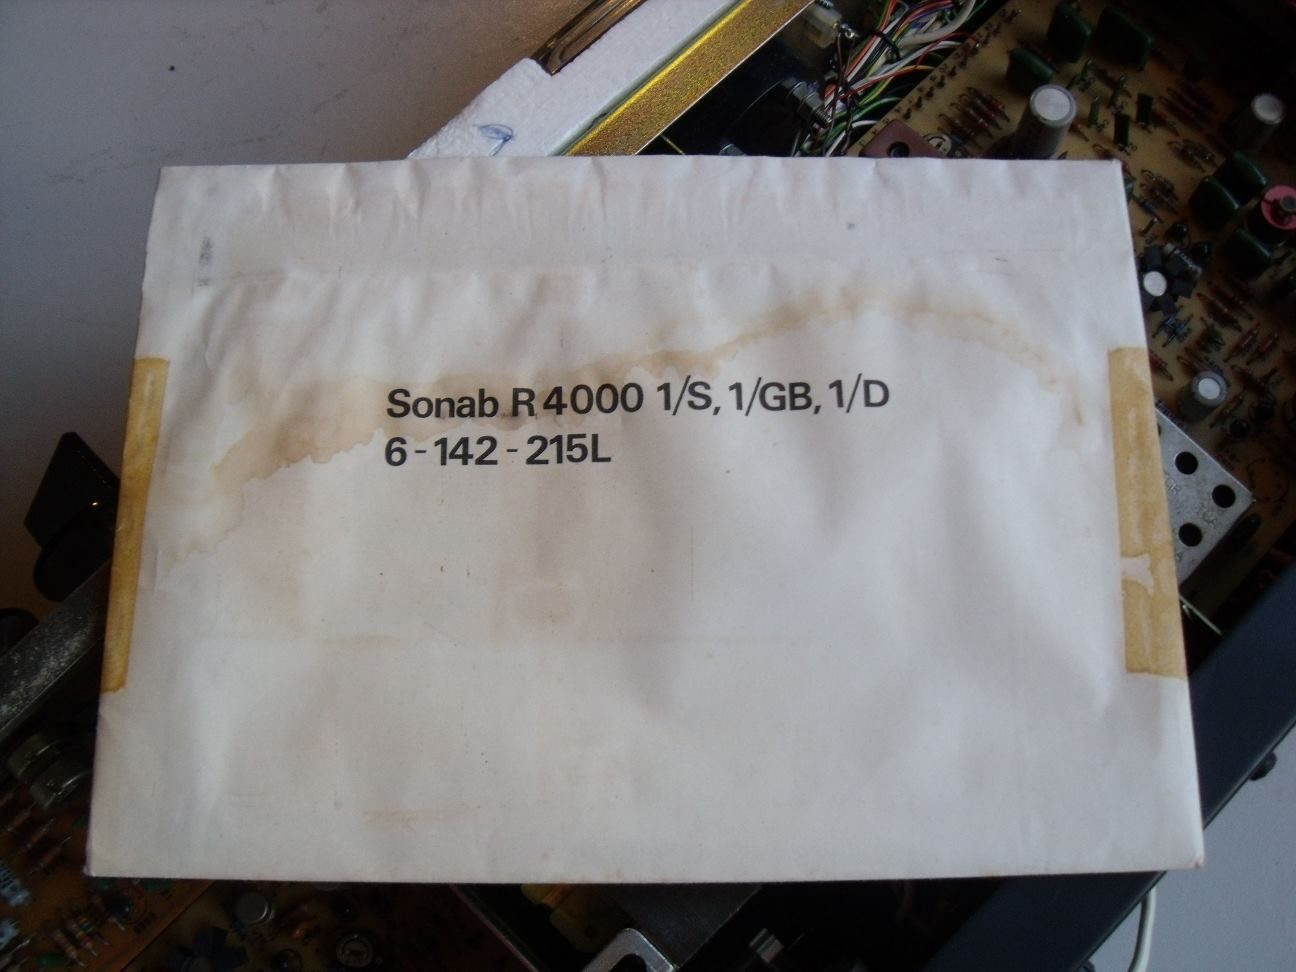 Sonab R 4000 1/S, 1/GB, 1/D
6-142-215L